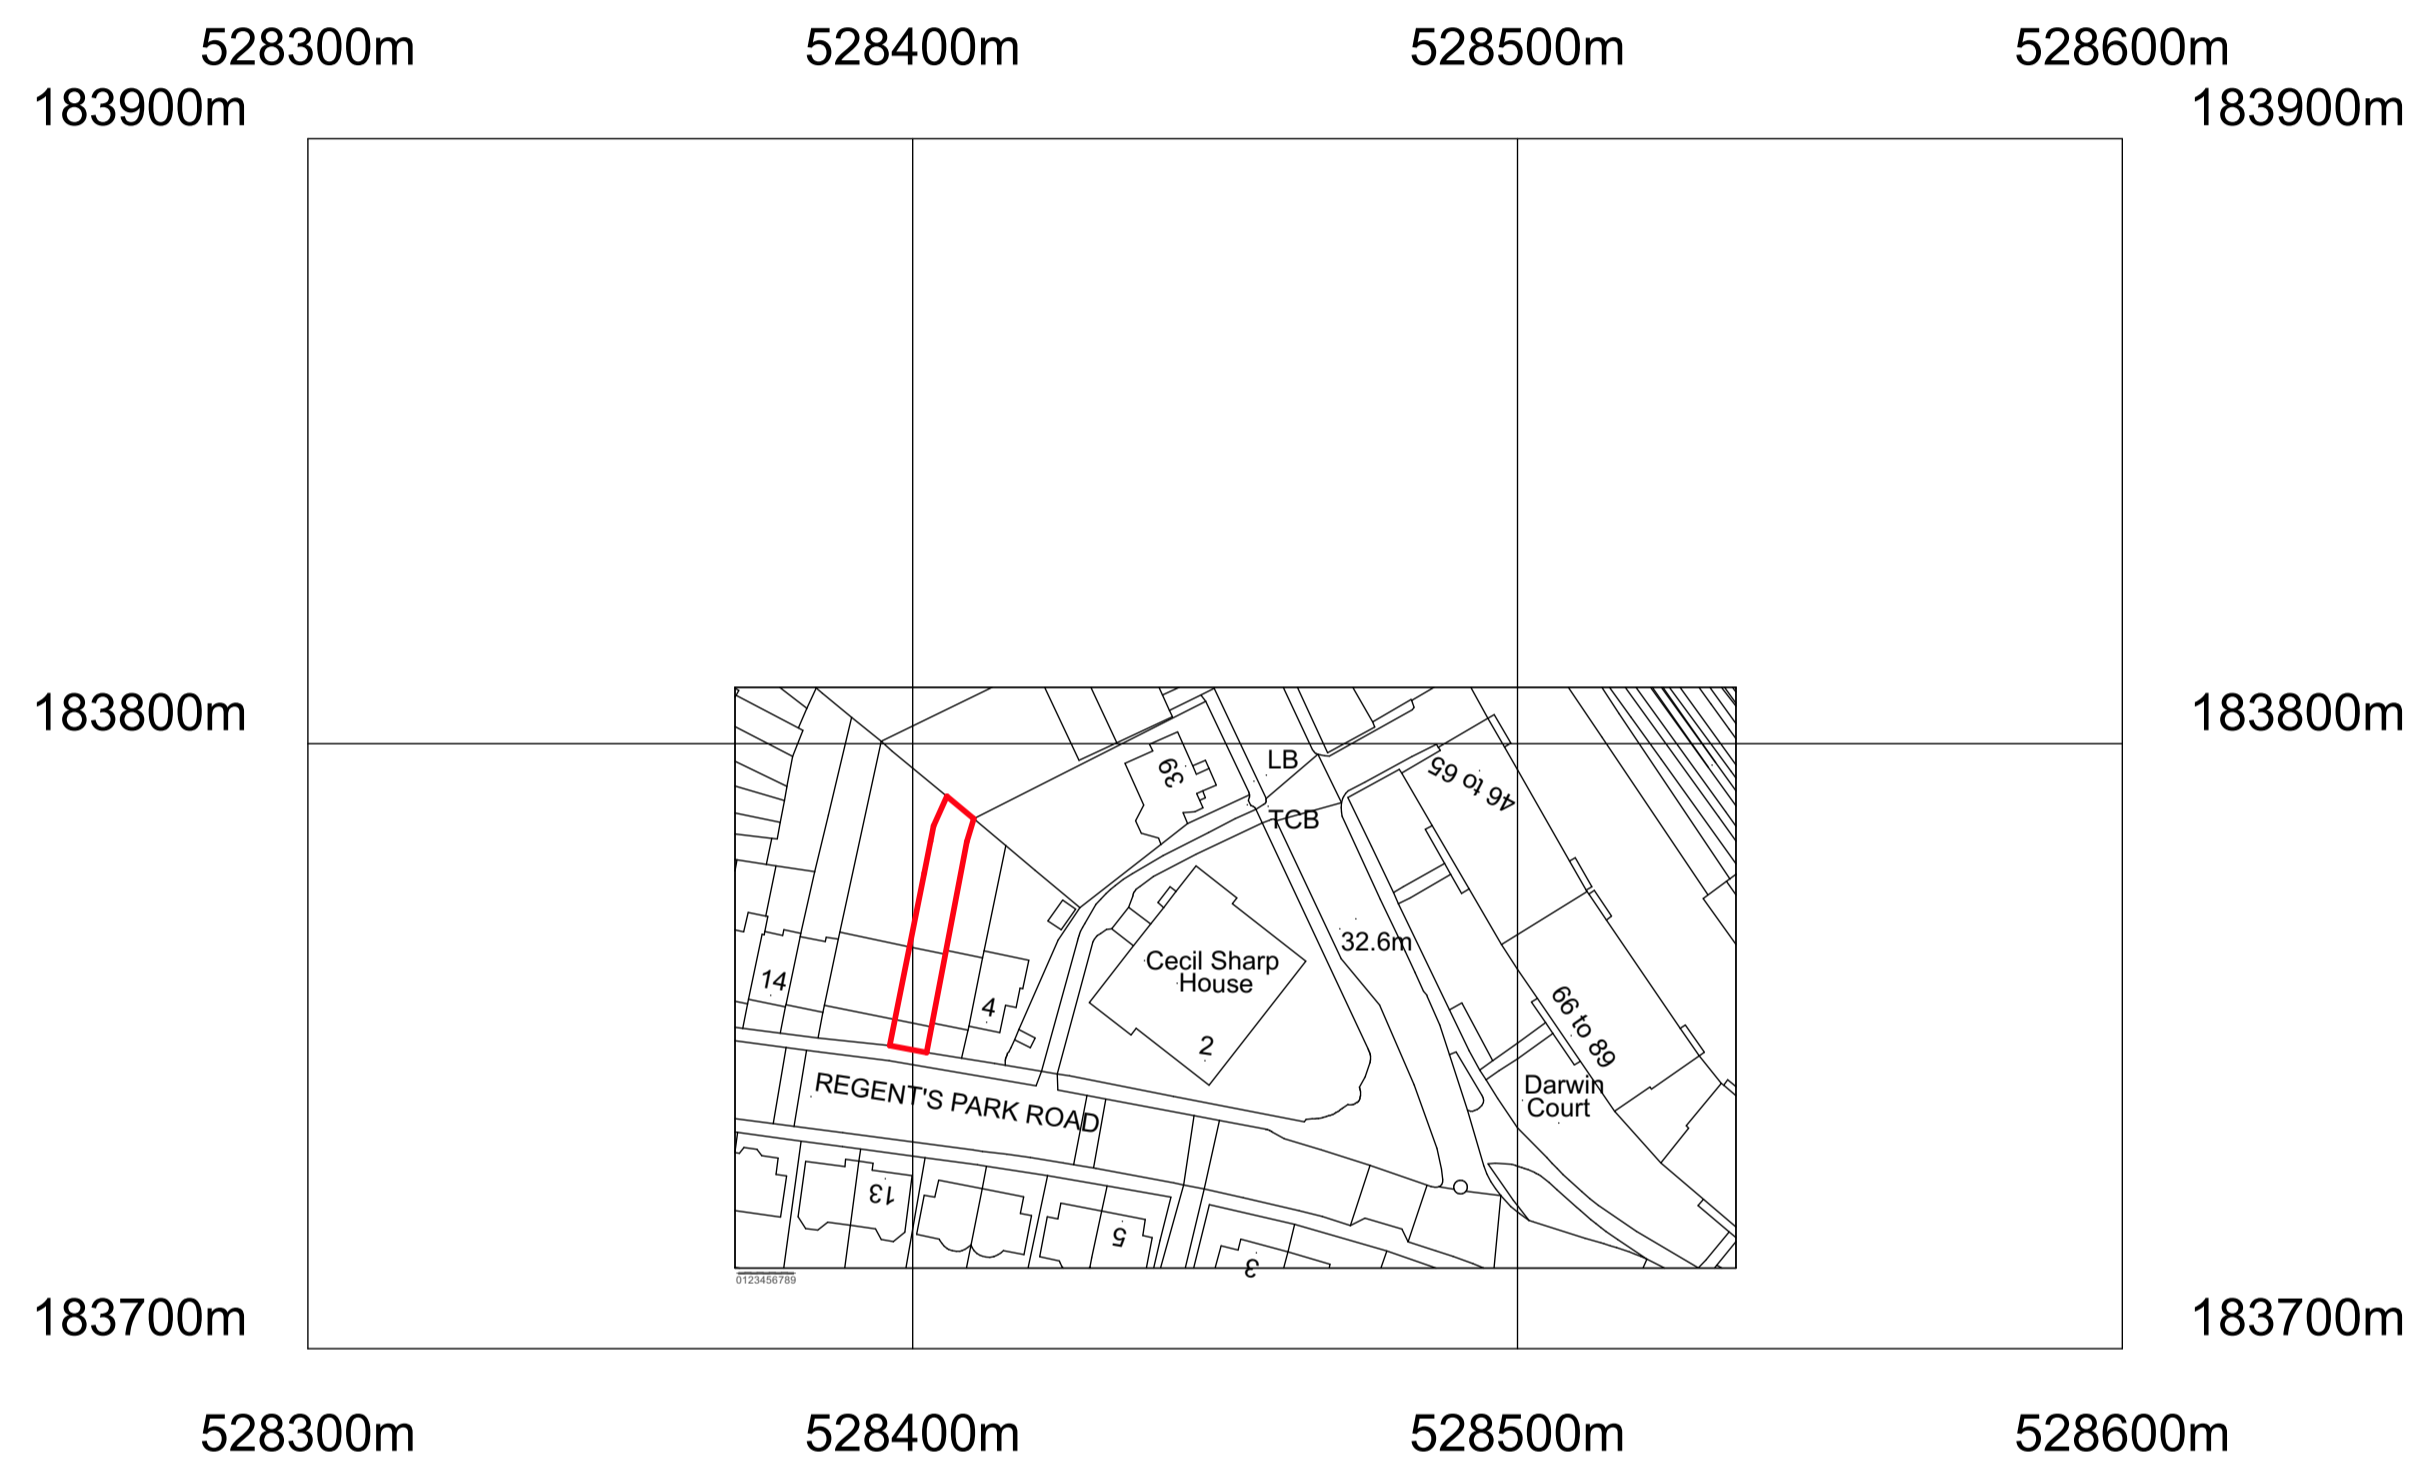 528300m 528400m 528500m 528600m
183900m 183900m
183800m 183800m
LB
39
46 to 65
TCB
32.6m
Cecil Sharp
House
14
4
66 to 89
2
Darwin
Court
REGENT'S PARK ROAD
13
5
3
0123456789
183700m 183700m
528300m 528400m 528500m 528600m